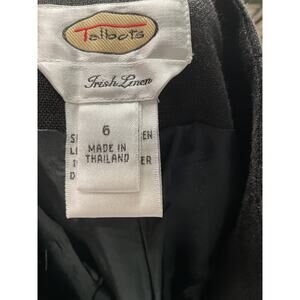 Talbots
Irish Linen
6
MADE IN
THAILAND